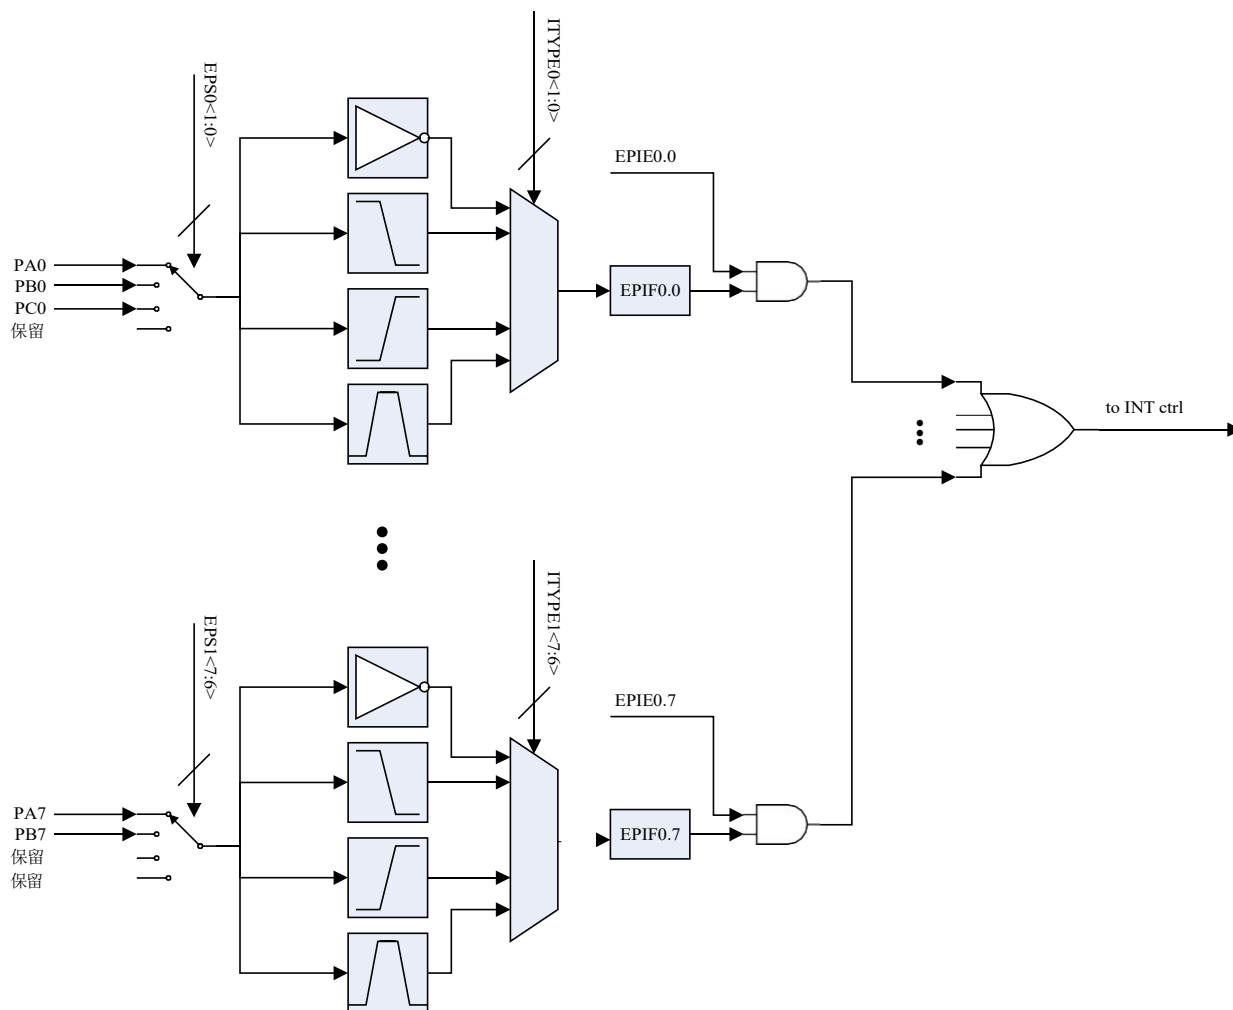 EPS0<1:0>
ITYPE0<1:0>
EPIE0.0
PA0
PB0
PC0
保留
EPIF0.0
to INT ctrl
EPS1<7:6>
ITYPE1<7:6>
EPIE0.7
PA7
PB7
保留
保留
EPIF0.7